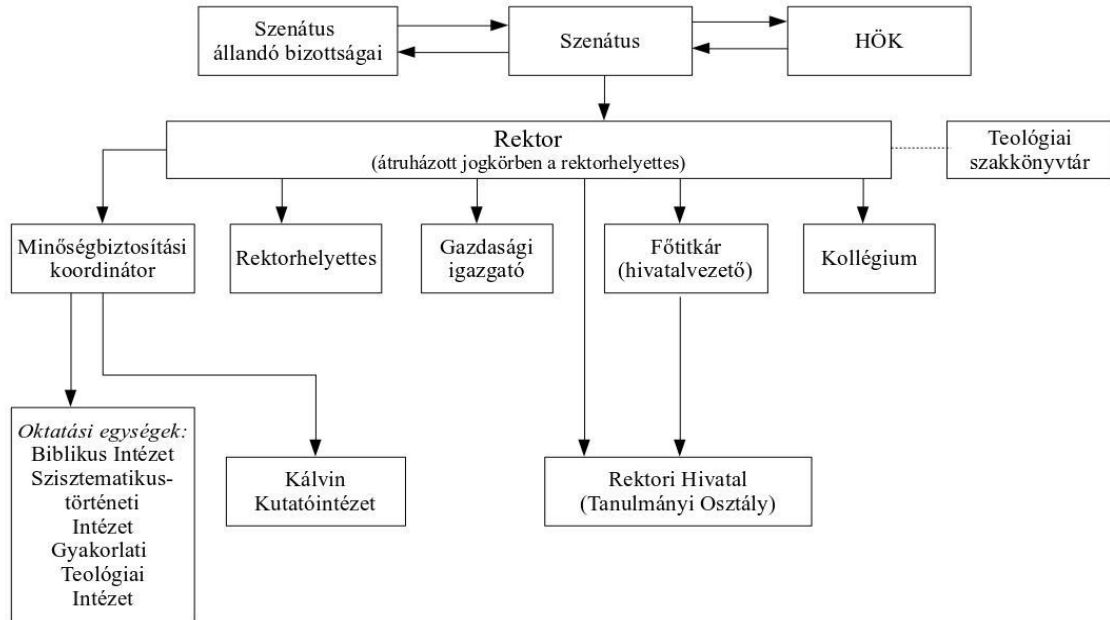 Szenátus
állandó bizottságai
Szenátus
HÖK
Rektor
(átruházott jogkörben a rektorhelyettes)
Teológiai
szakkönyvtár
Minőségbiztosítási
koordinátor
Rektorhelyettes
Gazdasági
igazgató
Főtitkár
(hivatalvezető)
Kollégium
Oktatási egységek:
Biblikus Intézet
Szisztematikus-
történeti
Intézet
Gyakorlati
Teológiai
Intézet
Kálvin
Kutatóintézet
Rektori Hivatal
(Tanulmányi Osztály)